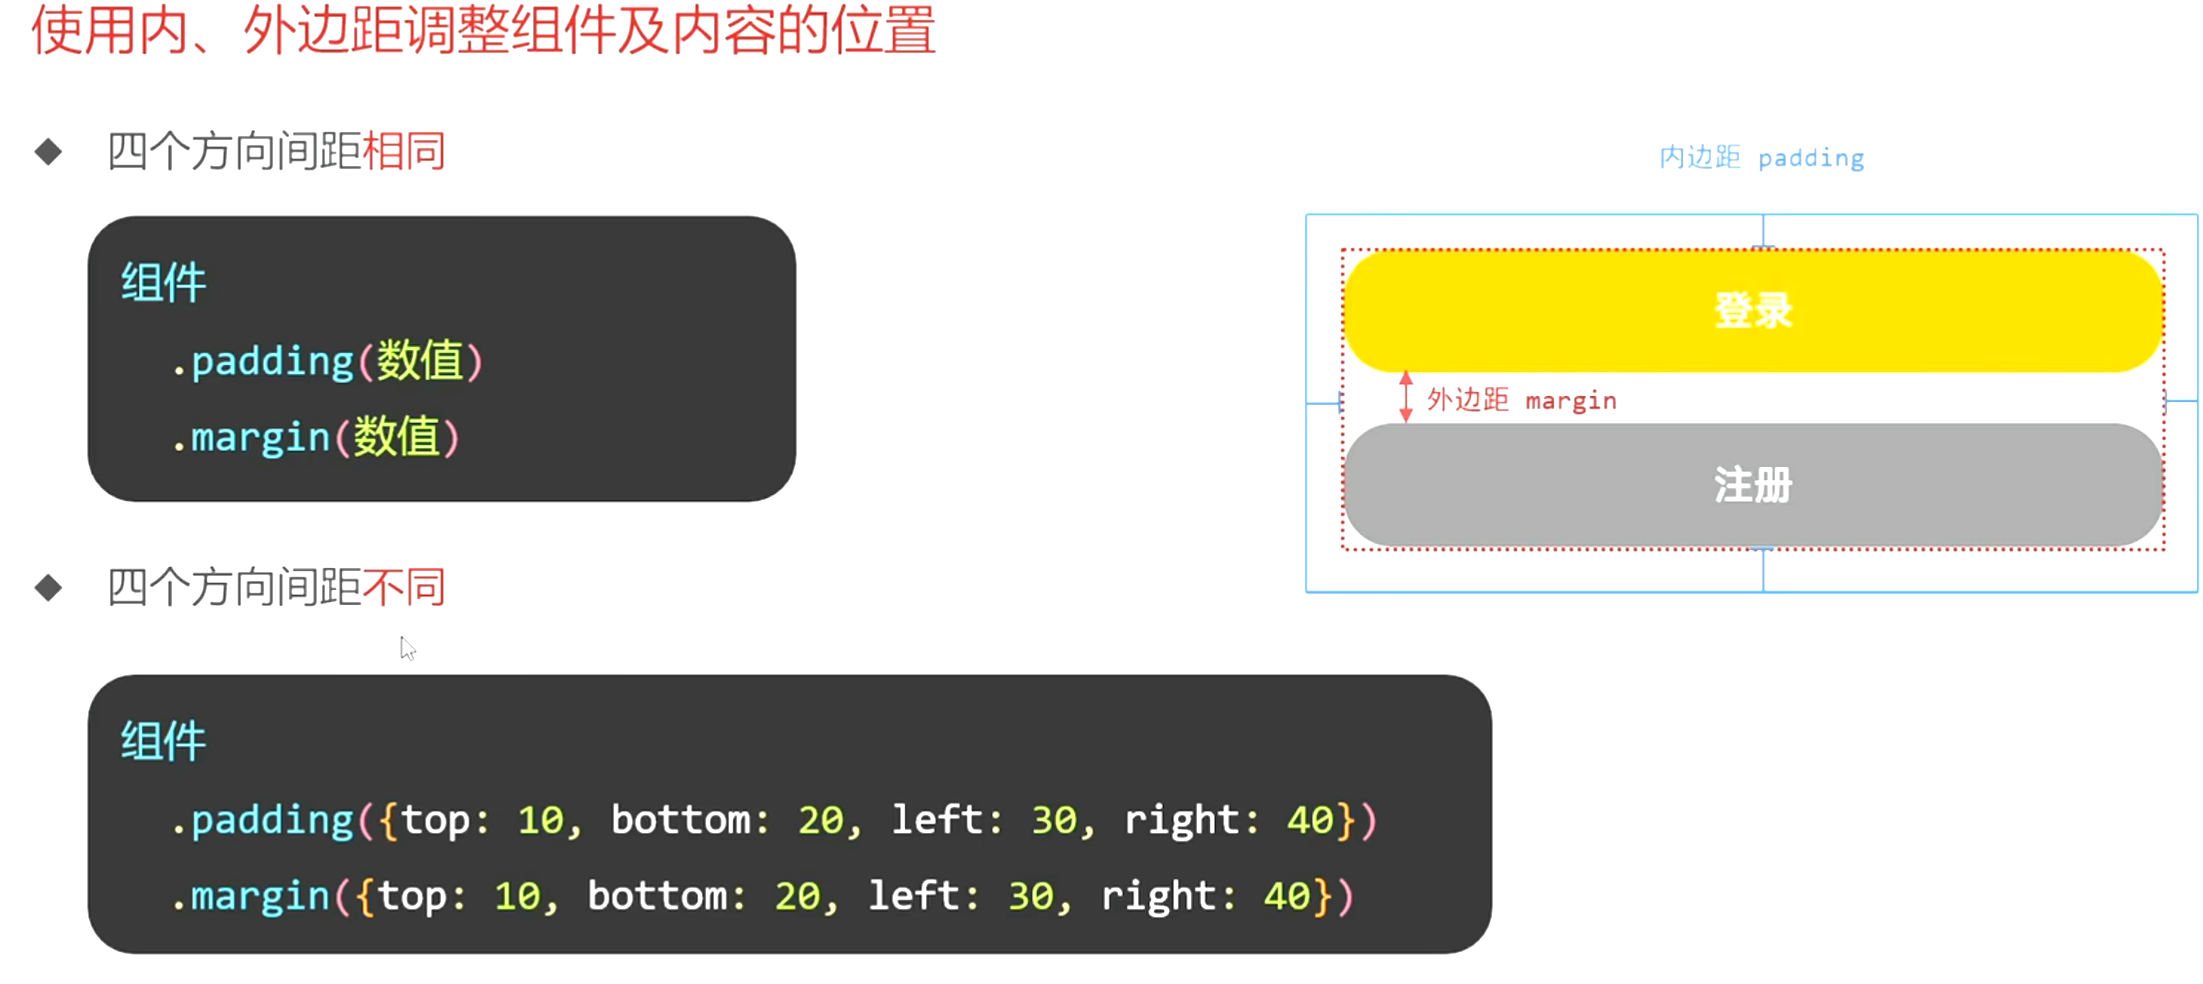 使用内、外边距调整组件及内容的位置
四个方向间距相同
组件
.padding(数值)
.margin(数值)
内边距 padding
登录
外边距 margin
注册
四个方向间距不同
组件
.padding({top: 10, bottom: 20, left: 30, right: 40})
.margin({top: 10, bottom: 20, left: 30, right: 40})